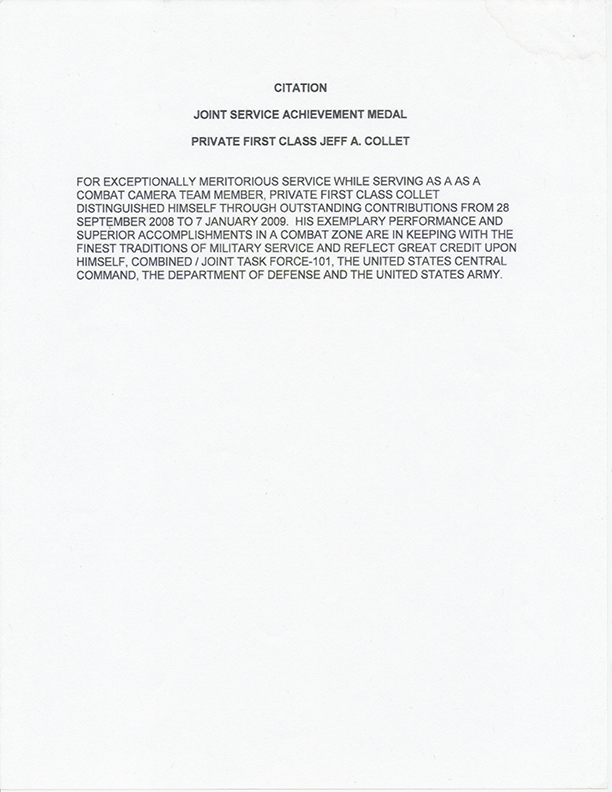 CITATION
JOINT SERVICE ACHIEVEMENT MEDAL
PRIVATE FIRST CLASS JEFF A. COLLET
FOR EXCEPTIONALLY MERITORIOUS SERVICE WHILE SERVING AS A AS A
COMBAT CAMERA TEAM MEMBER, PRIVATE FIRST CLASS COLLET
DISTINGUISHED HIMSELF THROUGH OUTSTANDING CONTRIBUTIONS FROM 28
SEPTEMBER 2008 TO 7 JANUARY 2009. HIS EXEMPLARY PERFORMANCE AND
SUPERIOR ACCOMPLISHMENTS IN A COMBAT ZONE ARE IN KEEPING WITH THE
FINEST TRADITIONS OF MILITARY SERVICE AND REFLECT GREAT CREDIT UPON
HIMSELF, COMBINED / JOINT TASK FORCE-101, THE UNITED STATES CENTRAL
COMMAND, THE DEPARTMENT OF DEFENSE AND THE UNITED STATES ARMY.